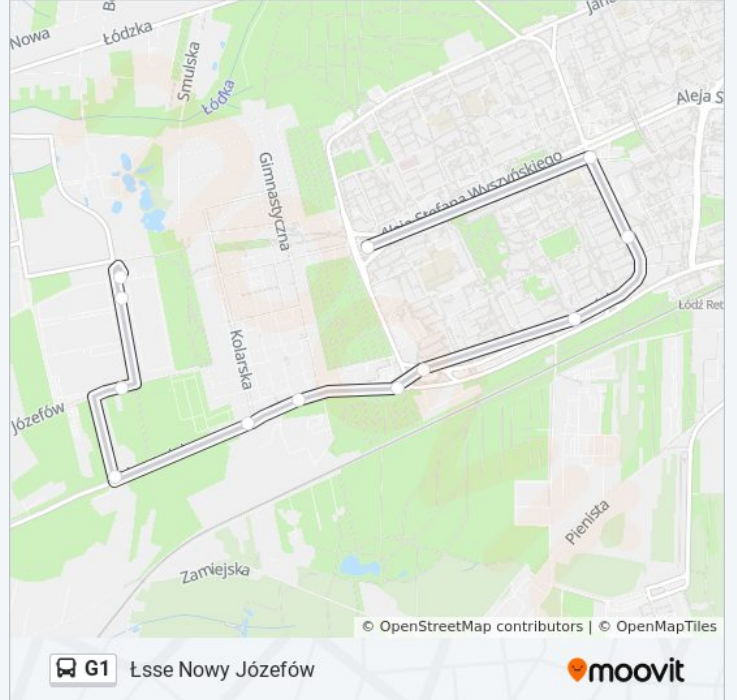 Jana
Nowa
Łódzka
Smulska
Łódka
Aleja S
Gimnastyczna
Aleja Stefana Wyszyńskiego
Łódź Ret
Kolarska
Józefów
Pienista
Zamiejska
© OpenStreetMap contributors | © OpenMapTiles
G1 Łsse Nowy Józefów
moovit